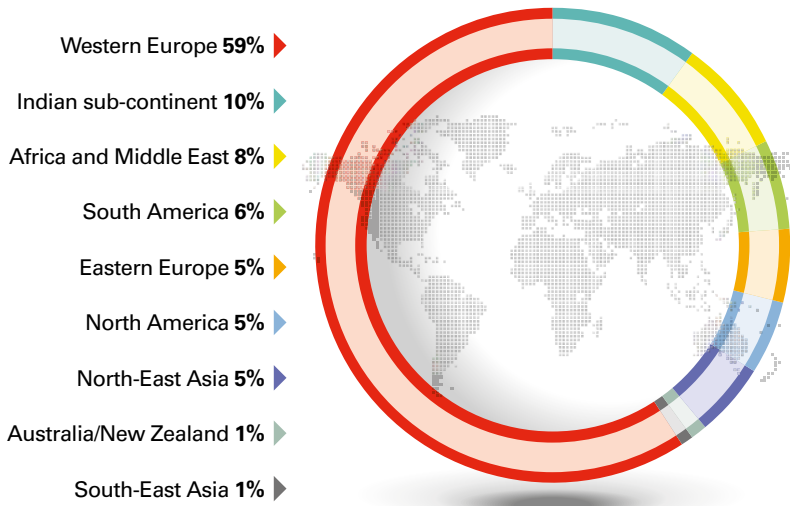 Western Europe 59%
Indian sub-continent 10%
Africa and Middle East 8%
South America 6%
Eastern Europe 5%
North America 5%
North-East Asia 5%
Australia/New Zealand 1%
South-East Asia 1%